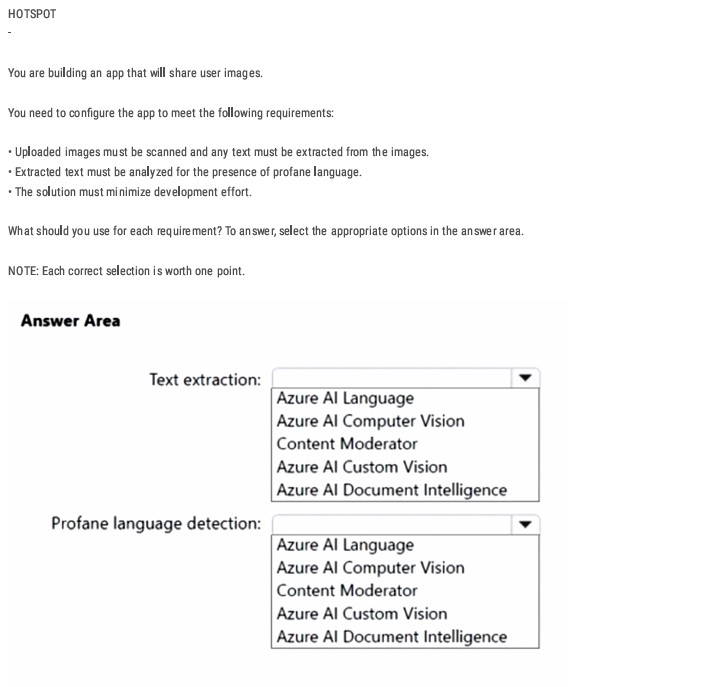 HOTSPOT
-
You are building an app that will share user images.
You need to configure the app to meet the following requirements:
• Uploaded images must be scanned and any text must be extracted from the images.
• Extracted text must be analyzed for the presence of profane language.
• The solution must minimize development effort.
What should you use for each requirement? To answer, select the appropriate options in the answer area.
NOTE: Each correct selection is worth one point.
Answer Area
Text extraction:
Azure AI Language
Azure AI Computer Vision
Content Moderator
Azure AI Custom Vision
Azure AI Document Intelligence
Profane language detection:
Azure AI Language
Azure AI Computer Vision
Content Moderator
Azure AI Custom Vision
Azure AI Document Intelligence